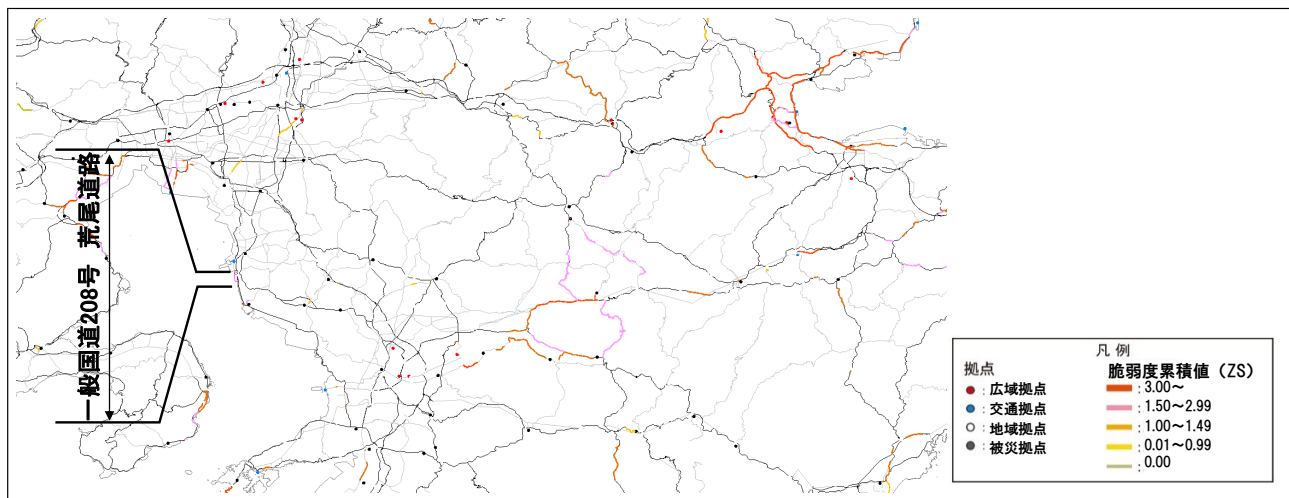 一般国道208号 荒尾道路
凡 例
拠点
: 広域拠点
: 交通拠点
: 地域拠点
: 被災拠点
脆弱度累積値（ZS）
: 3.00～
: 1.50～2.99
: 1.00～1.49
: 0.01～0.99
: 0.00